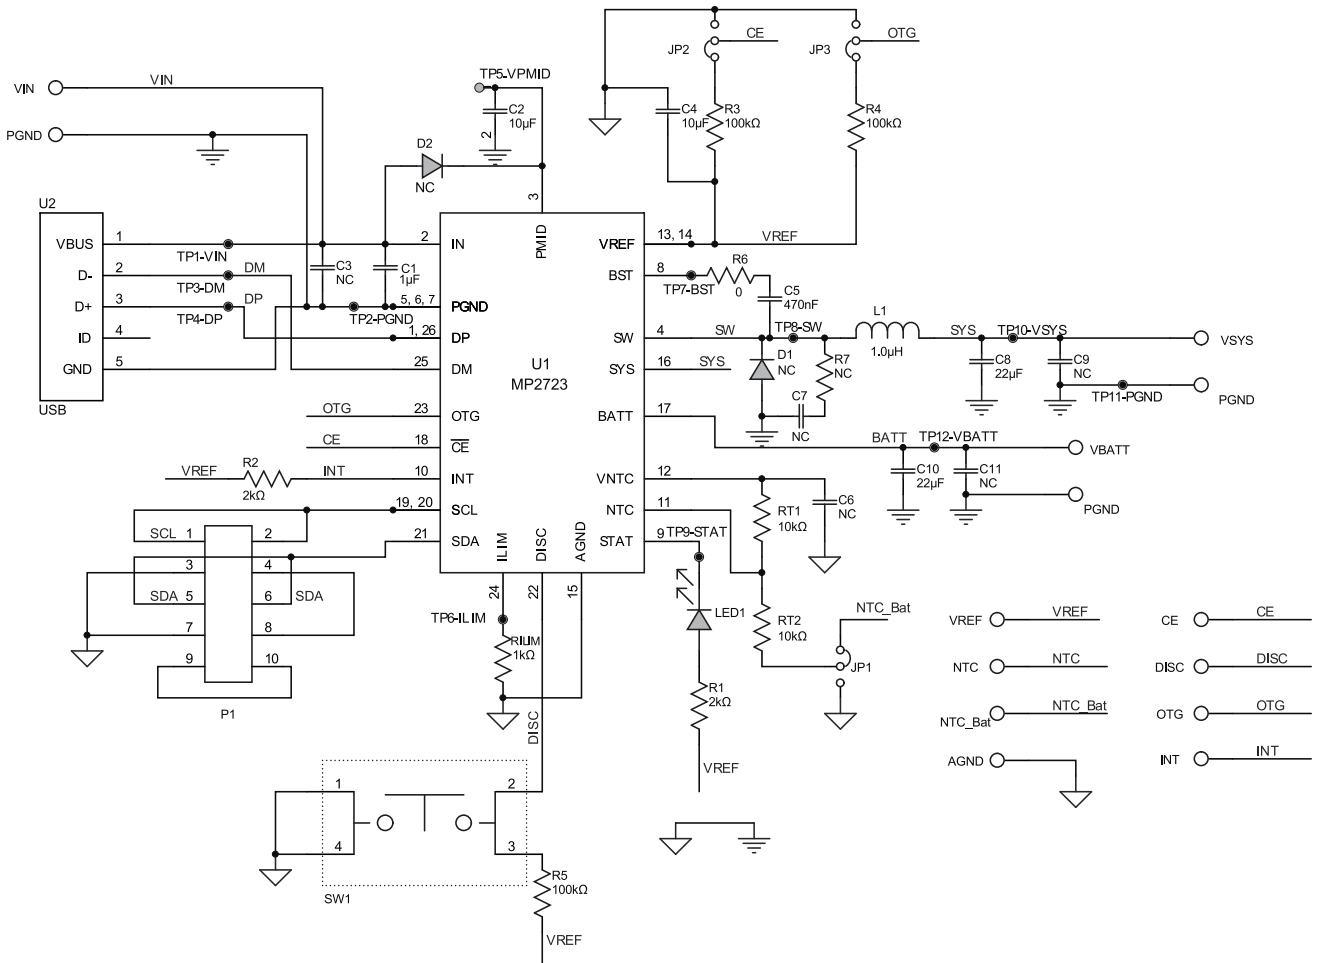 CE
OTG
JP2
JP3
TP5-VPMID
VIN
VIN
C2
10µF
2
C4
10µF
R3
100kΩ
R4
100kΩ
PGND
D2
NC
3
U2
VBUS
1
TP1-VIN
2
IN
PMID
VREF
13, 14
VREF
D-
2
TP3-DM
DM
C3
NC
C1
1µF
BST
8
TP7-BST
R6
0
C5
470nF
D+
3
TP4-DP
DP
TP2-PGND
5, 6, 7
PGND
ID
4
1, 26
DP
U1
MP2723
SW
4
SW
TP8-SW
L1
1.0µH
SYS
TP10-VSYS
VSYS
GND
5
25
DM
SYS
16
SYS
D1
NC
R7
NC
C8
22µF
C9
NC
TP11-PGND
PGND
USB
OTG
23
OTG
BATT
17
C7
NC
CE
18
CE
BATT
TP12-VBATT
VBATT
VREF
R2
2kΩ
INT
10
INT
VNTC
12
C10
22µF
C11
NC
PGND
19, 20
SCL
NTC
11
RT1
10kΩ
C6
NC
SCL
1
2
21
SDA
STAT
9
TP9-STAT
ILIM
DISC
AGND
3
4
24
22
15
SDA
5
6
SDA
TP6-ILIM
LED1
RT2
10kΩ
NTC_Bat
VREF
VREF
CE
CE
7
8
RILIM
1kΩ
9
10
JP1
NTC
NTC
DISC
DISC
P1
R1
2kΩ
NTC_Bat
NTC_Bat
OTG
OTG
DISC
VREF
AGND
INT
INT
1
2
4
3
SW1
R5
100kΩ
VREF